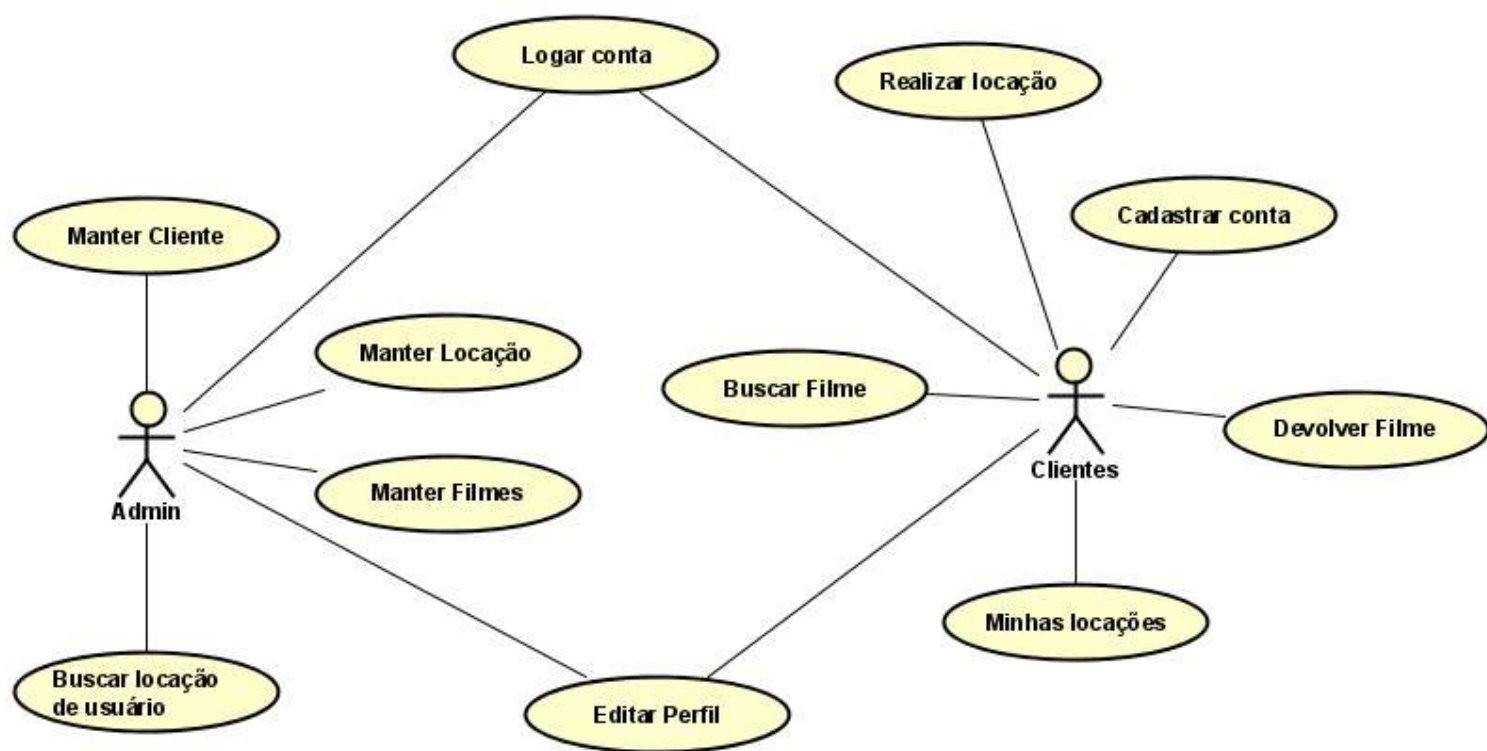 Logar conta
Realizar locação
Cadastrar conta
Manter Cliente
Manter Locação
Buscar Filme
Devolver Filme
Clientes
Manter Filmes
Admin
Minhas locações
Buscar locação
de usuário
Editar Perfil